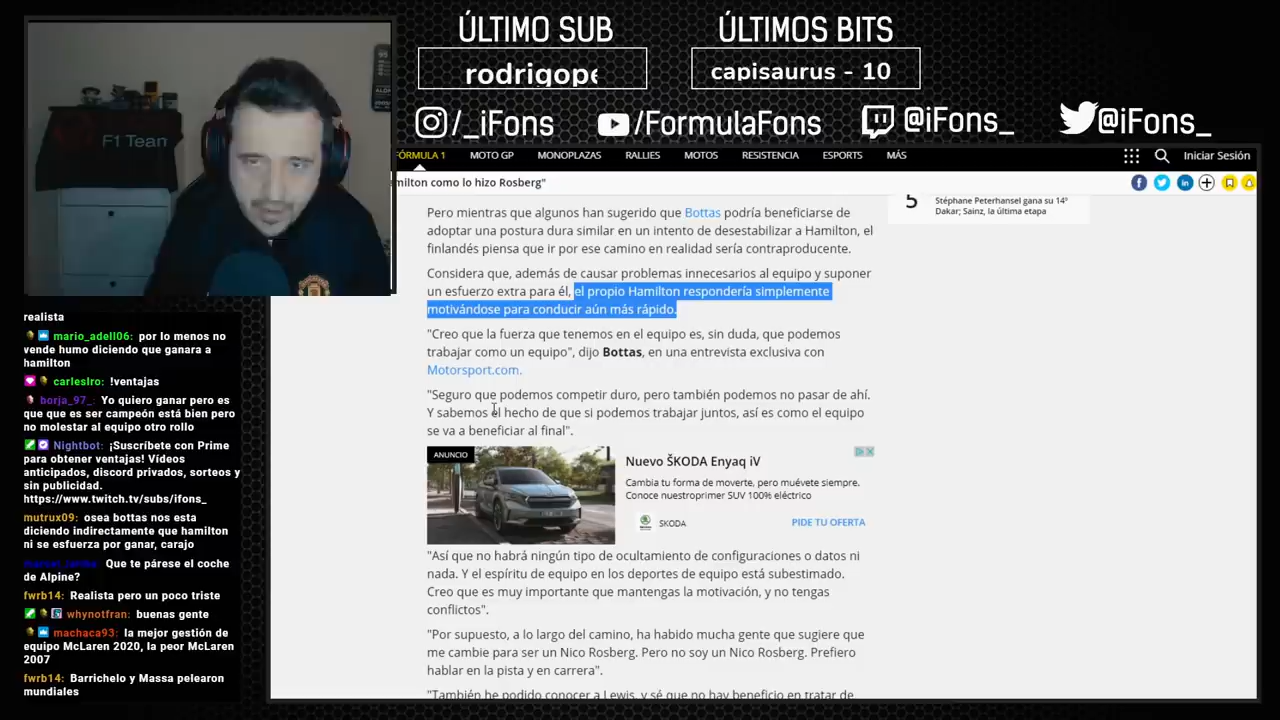 ÚLTIMO SUB
rodrigope
ÚLTIMOS BITS
capisaurus - 10
/_iFons
/FormulaFons
@iFons_
@iFons_
F1 Tean
FÓRMULA 1
MOTO GP
MONOPLAZAS
RALLIES
MOTOS
RESISTENCIA
ESPORTS
MÁS
Iniciar Sesión
milton como lo hizo Rosberg"
5
Stéphane Peterhansel gana su 14º
Dakar; Sainz, la última etapa
Pero mientras que algunos han sugerido que Bottas podría beneficiarse de
adoptar una postura dura similar en un intento de desestabilizar a Hamilton, el
finlandés piensa que ir por ese camino en realidad sería contraproducente.
Considera que, además de causar problemas innecesarios al equipo y suponer
un esfuerzo extra para él, el propio Hamilton respondería simplemente
motivándose para conducir aún más rápido.
"Creo que la fuerza que tenemos en el equipo es, sin duda, que podemos
trabajar como un equipo", dijo Bottas, en una entrevista exclusiva con
Motorsport.com.
"Seguro que podemos competir duro, pero también podemos no pasar de ahí.
Y sabemos el hecho de que si podemos trabajar juntos, así es como el equipo
se va a beneficiar al final".
ANUNCIO
Nuevo ŠKODA Enyaq iV
Cambia tu forma de moverte, pero muévete siempre.
Conoce nuestroprimer SUV 100% eléctrico
SKODA
PIDE TU OFERTA
"Así que no habrá ningún tipo de ocultamiento de configuraciones o datos ni
nada. Y el espíritu de equipo en los deportes de equipo está subestimado.
Creo que es muy importante que mantengas la motivación, y no tengas
conflictos".
"Por supuesto, a lo largo del camino, ha habido mucha gente que sugiere que
me cambie para ser un Nico Rosberg. Pero no soy un Nico Rosberg. Prefiero
hablar en la pista y en carrera".
"También he podido conocer a Lewis, y sé que no hay beneficio en tratar de
realista
mario_adell06: por lo menos no
vende humo diciendo que ganara a
hamilton
carleslro: !ventajas
borja_97_: Yo quiero ganar pero es
que que es ser campeón está bien pero
no molestar al equipo otro rollo
Nightbot: ¡Suscríbete con Prime
para obtener ventajas! Vídeos
anticipados, discord privados, sorteos y
sin publicidad.
https://www.twitch.tv/subs/ifons_
mutrux09: osea bottas nos esta
diciendo indirectamente que hamilton
ni se esfuerza por ganar, carajo
Que te párese el coche
de Alpine?
fwrb14: Realista pero un poco triste
whynotfran: buenas gente
machaca93: la mejor gestión de
equipo McLaren 2020, la peor McLaren
2007
fwrb14: Barrichelo y Massa pelearon
mundiales